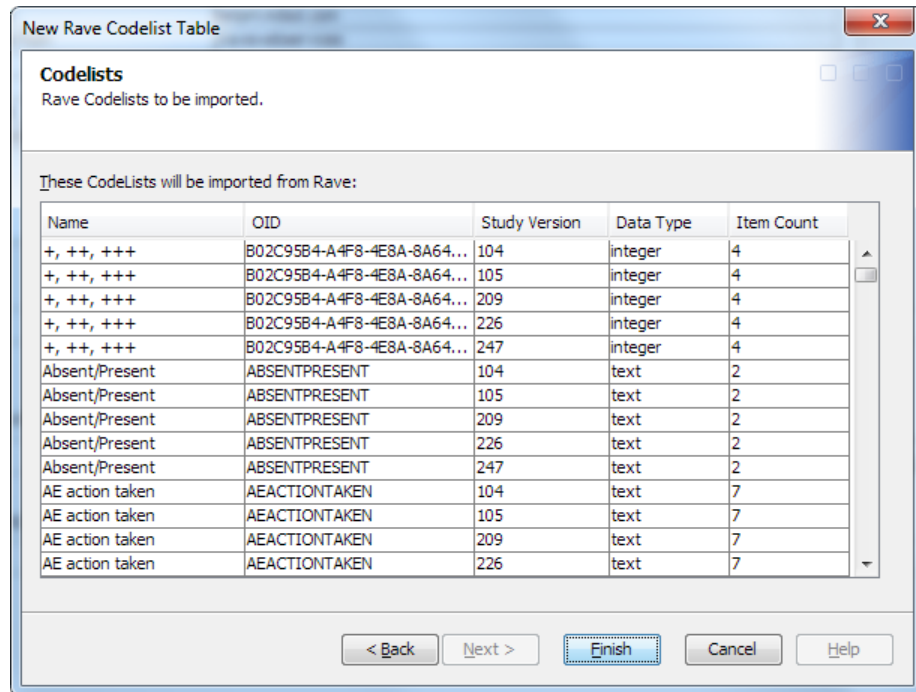 New Rave Codelist Table
Codelists
Rave Codelists to be imported.
These CodeLists will be imported from Rave:
Name OID Study Version Data Type Item Count
+, ++, +++ B02C95B4-A4F8-4E8A-8A64... 104 integer 4
+, ++, +++ B02C95B4-A4F8-4E8A-8A64... 105 integer 4
+, ++, +++ B02C95B4-A4F8-4E8A-8A64... 209 integer 4
+, ++, +++ B02C95B4-A4F8-4E8A-8A64... 226 integer 4
+, ++, +++ B02C95B4-A4F8-4E8A-8A64... 247 integer 4
Absent/Present ABSENTPRESENT 104 text 2
Absent/Present ABSENTPRESENT 105 text 2
Absent/Present ABSENTPRESENT 209 text 2
Absent/Present ABSENTPRESENT 226 text 2
Absent/Present ABSENTPRESENT 247 text 2
AE action taken AEACTIONTAKEN 104 text 7
AE action taken AEACTIONTAKEN 105 text 7
AE action taken AEACTIONTAKEN 209 text 7
AE action taken AEACTIONTAKEN 226 text 7
< Back Next > Finish Cancel Help